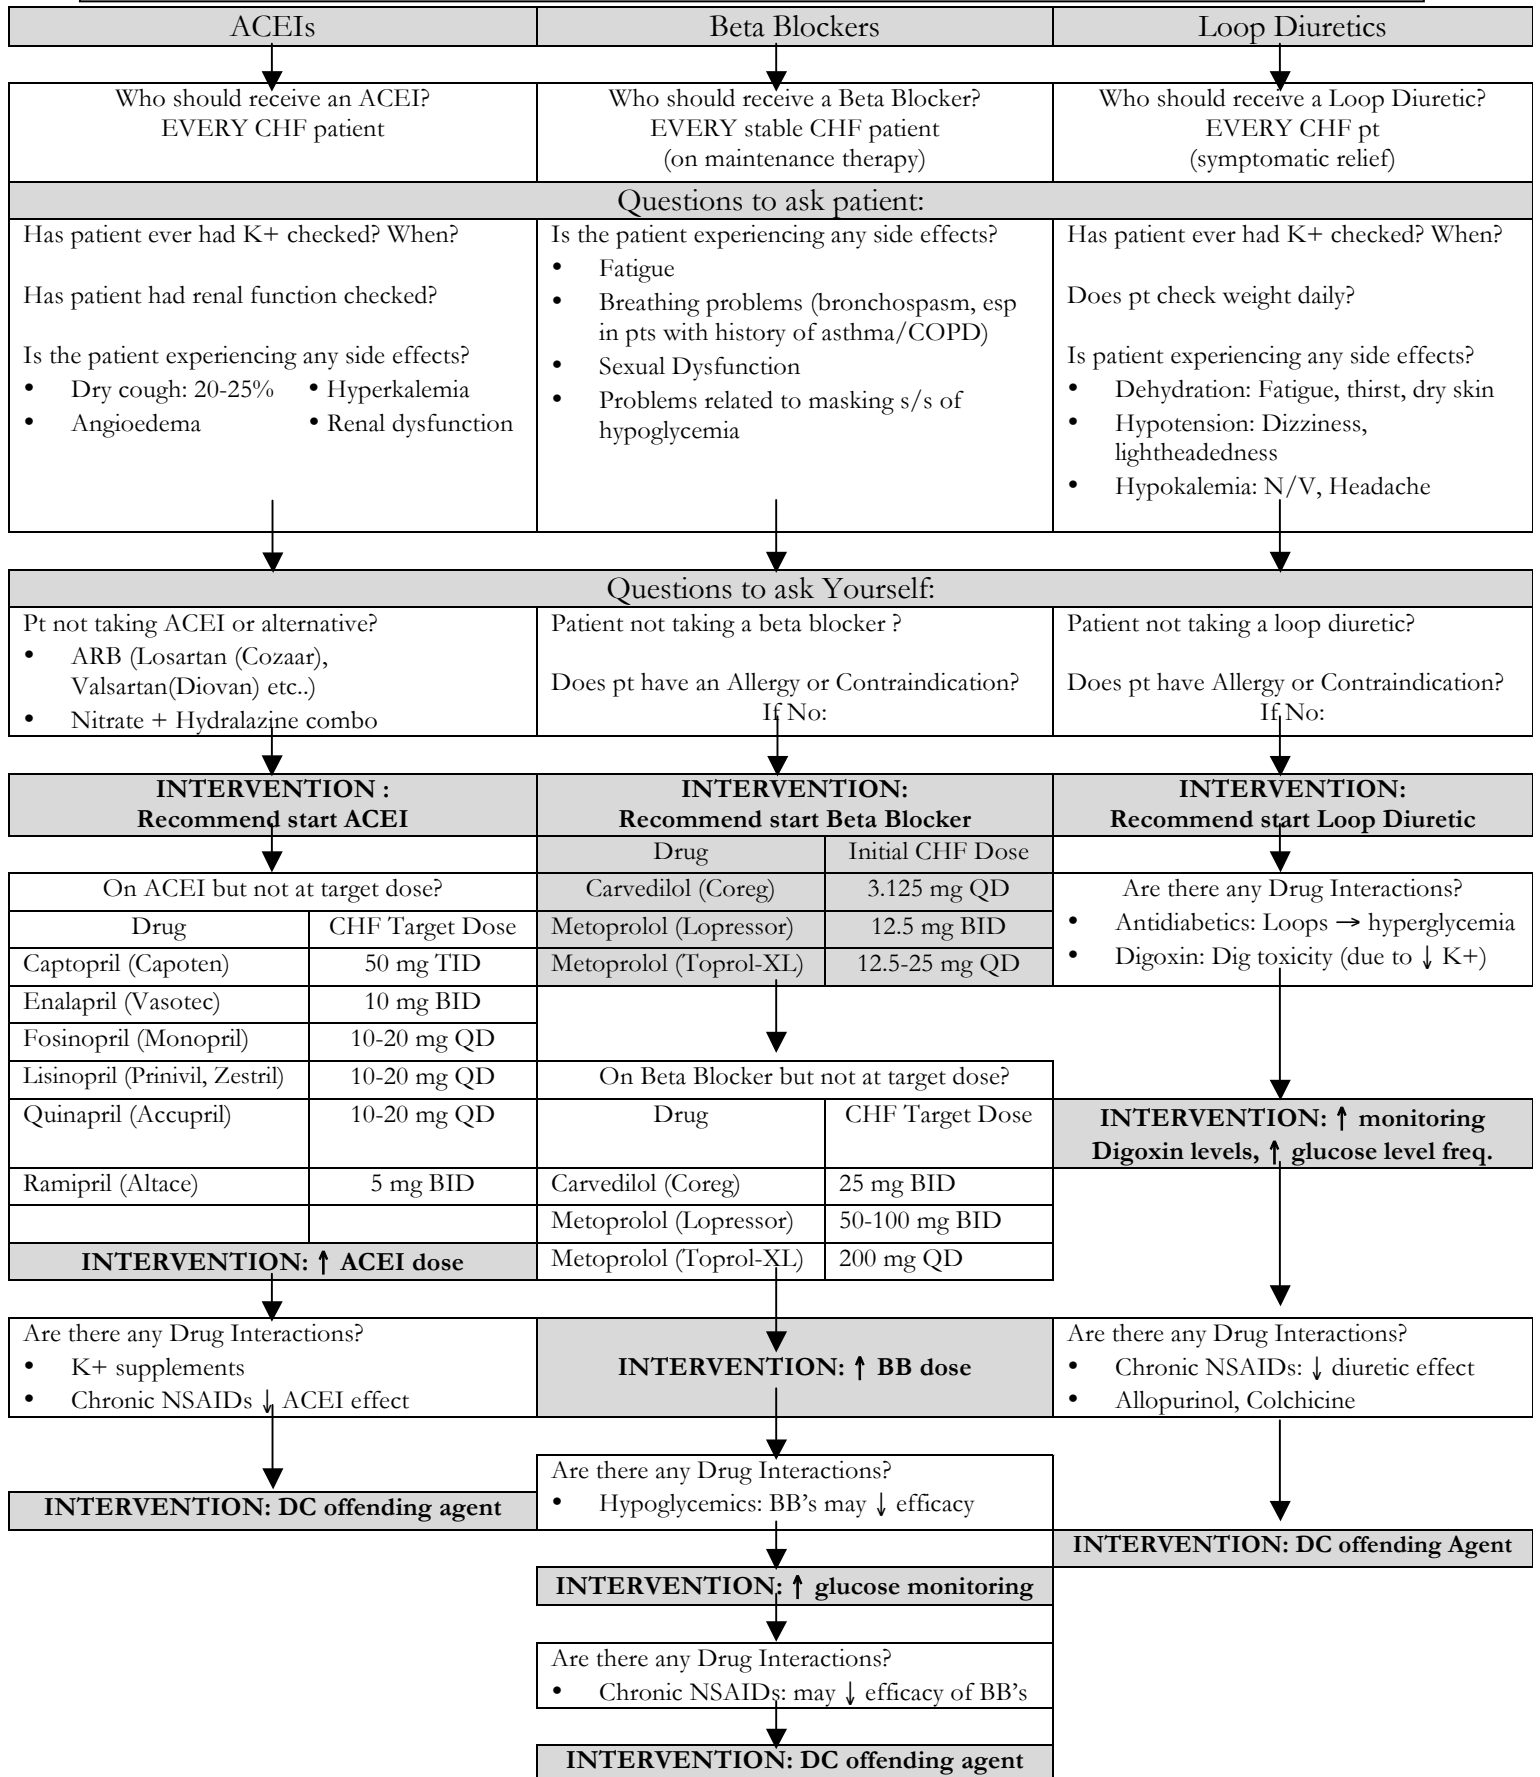 ACEIs
Beta Blockers
Loop Diuretics
Who should receive an ACEI?
EVERY CHF patient
Who should receive a Beta Blocker?
EVERY stable CHF patient
(on maintenance therapy)
Who should receive a Loop Diuretic?
EVERY CHF pt
(symptomatic relief)
Questions to ask patient:
Has patient ever had K+ checked? When?
Has patient had renal function checked?
Is the patient experiencing any side effects?
• Dry cough: 20-25% • Hyperkalemia
• Angioedema • Renal dysfunction
Is the patient experiencing any side effects?
• Fatigue
• Breathing problems (bronchospasm, esp
in pts with history of asthma/COPD)
• Sexual Dysfunction
• Problems related to masking s/s of
hypoglycemia
Has patient ever had K+ checked? When?
Does pt check weight daily?
Is patient experiencing any side effects?
• Dehydration: Fatigue, thirst, dry skin
• Hypotension: Dizziness,
lightheadedness
• Hypokalemia: N/V, Headache
Questions to ask Yourself:
Pt not taking ACEI or alternative?
• ARB (Losartan (Cozaar),
Valsartan(Diovan) etc..)
• Nitrate + Hydralazine combo
Patient not taking a beta blocker ?
Does pt have an Allergy or Contraindication?
If No:
Patient not taking a loop diuretic?
Does pt have Allergy or Contraindication?
If No:
INTERVENTION :
Recommend start ACEI
INTERVENTION:
Recommend start Beta Blocker
INTERVENTION:
Recommend start Loop Diuretic
On ACEI but not at target dose?
Drug CHF Target Dose
Captopril (Capoten) 50 mg TID
Enalapril (Vasotec) 10 mg BID
Fosinopril (Monopril) 10-20 mg QD
Lisinopril (Prinivil, Zestril) 10-20 mg QD
Quinapril (Accupril) 10-20 mg QD
Ramipril (Altace) 5 mg BID
INTERVENTION: ↑ ACEI dose
Are there any Drug Interactions?
• K+ supplements
• Chronic NSAIDs ↓ ACEI effect
INTERVENTION: DC offending agent
Drug Initial CHF Dose
Carvedilol (Coreg) 3.125 mg QD
Metoprolol (Lopressor) 12.5 mg BID
Metoprolol (Toprol-XL) 12.5-25 mg QD
On Beta Blocker but not at target dose?
Drug CHF Target Dose
Carvedilol (Coreg) 25 mg BID
Metoprolol (Lopressor) 50-100 mg BID
Metoprolol (Toprol-XL) 200 mg QD
INTERVENTION: ↑ BB dose
Are there any Drug Interactions?
• Hypoglycemics: BB's may ↓ efficacy
INTERVENTION: ↑ glucose monitoring
Are there any Drug Interactions?
• Chronic NSAIDs: may ↓ efficacy of BB's
INTERVENTION: DC offending agent
Are there any Drug Interactions?
• Antidiabetics: Loops → hyperglycemia
• Digoxin: Dig toxicity (due to ↓ K+)
INTERVENTION: ↑ monitoring
Digoxin levels, ↑ glucose level freq.
Are there any Drug Interactions?
• Chronic NSAIDs: ↓ diuretic effect
• Allopurinol, Colchicine
INTERVENTION: DC offending Agent